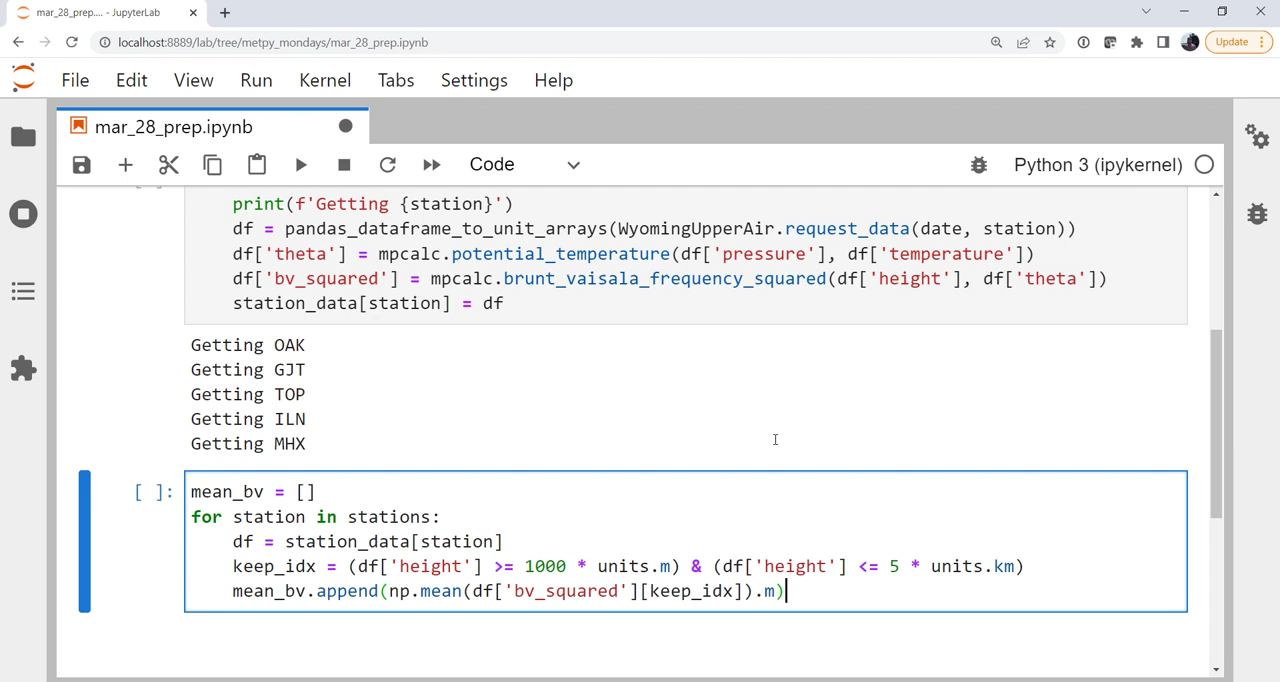 mar_28_prep.... - JupyterLab
localhost:8889/lab/tree/metpy_mondays/mar_28_prep.ipynb
Update
File Edit View Run Kernel Tabs Settings Help
mar_28_prep.ipynb
Code
Python 3 (ipykernel)
print(f'Getting {station}')
df = pandas_dataframe_to_unit_arrays(WyomingUpperAir.request_data(date, station))
df['theta'] = mpcalc.potential_temperature(df['pressure'], df['temperature'])
df['bv_squared'] = mpcalc.brunt_vaisala_frequency_squared(df['height'], df['theta'])
station_data[station] = df
Getting OAK
Getting GJT
Getting TOP
Getting ILN
Getting MHX
[ ]: mean_bv = []
for station in stations:
df = station_data[station]
keep_idx = (df['height'] >= 1000 * units.m) & (df['height'] <= 5 * units.km)
mean_bv.append(np.mean(df['bv_squared'][keep_idx]).m)